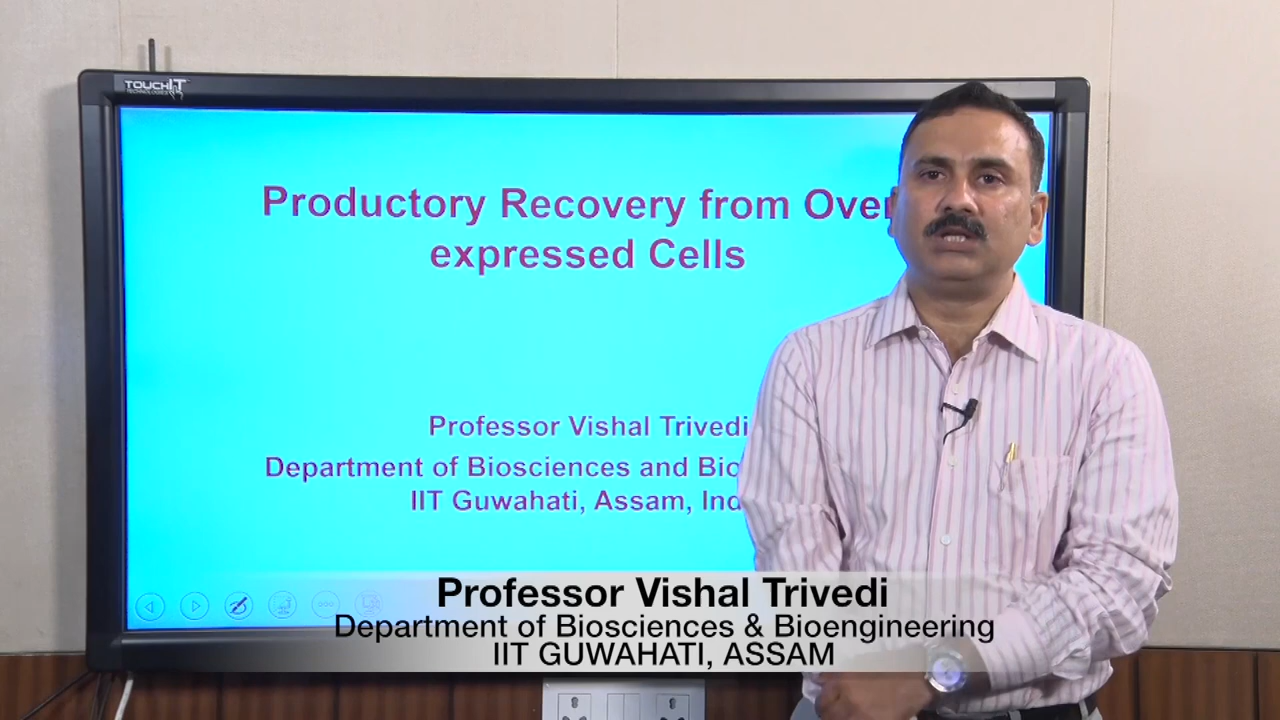 TOUCHIT
TECHNOLOGIES
Productory Recovery from Over
expressed Cells
Professor Vishal Trivedi
Department of Biosciences and Bio
IIT Guwahati, Assam, Ind
Professor Vishal Trivedi
Department of Biosciences & Bioengineering
IIT GUWAHATI, ASSAM